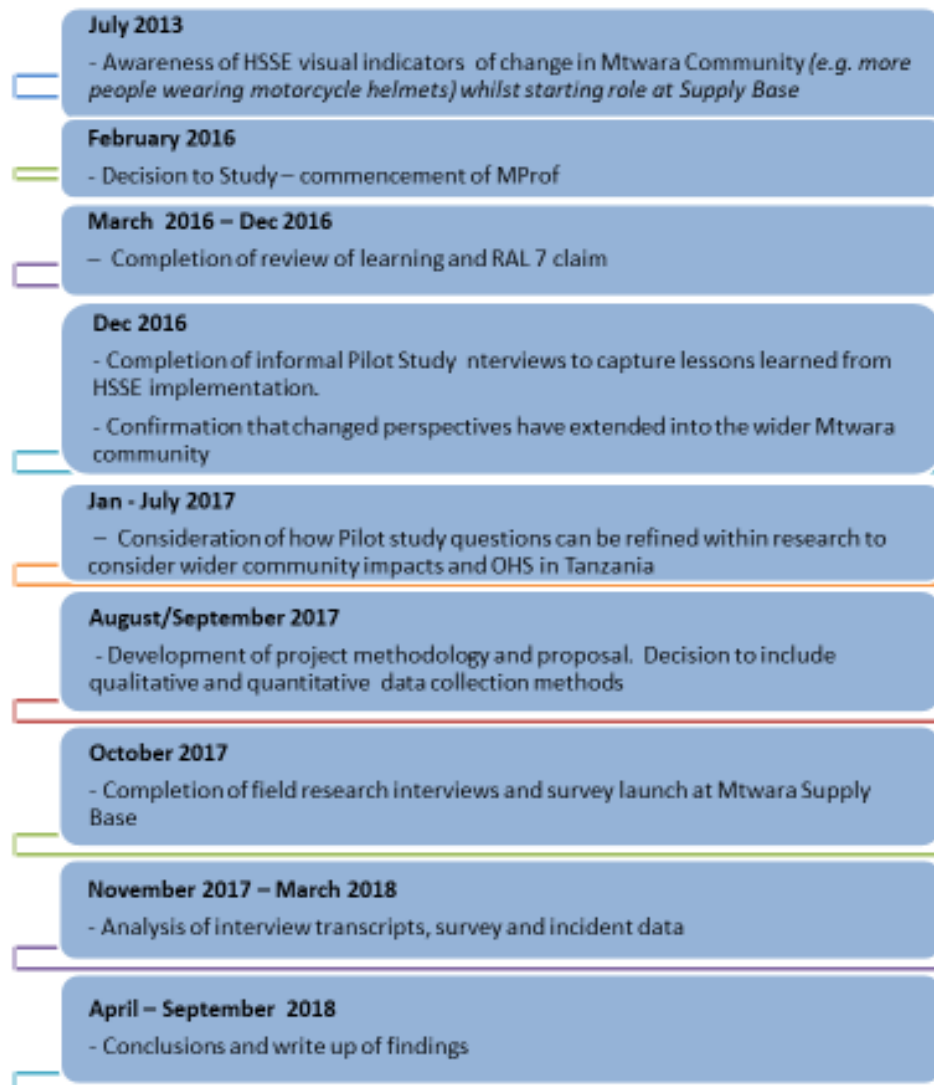 July 2013
- Awareness of HSSE visual indicators of change in Mtwara Community (e.g. more
people wearing motorcycle helmets) whilst starting role at Supply Base
February 2016
- Decision to Study – commencement of MProf
March 2016 – Dec 2016
– Completion of review of learning and RAL 7 claim
Dec 2016
- Completion of informal Pilot Study nterviews to capture lessons learned from
HSSE implementation.
- Confirmation that changed perspectives have extended into the wider Mtwara
community
Jan - July 2017
– Consideration of how Pilot study questions can be refined within research to
consider wider community impacts and OHS in Tanzania
August/September 2017
- Development of project methodology and proposal. Decision to include
qualitative and quantitative data collection methods
October 2017
- Completion of field research interviews and survey launch at Mtwara Supply
Base
November 2017 – March 2018
- Analysis of interview transcripts, survey and incident data
April – September 2018
- Conclusions and write up of findings